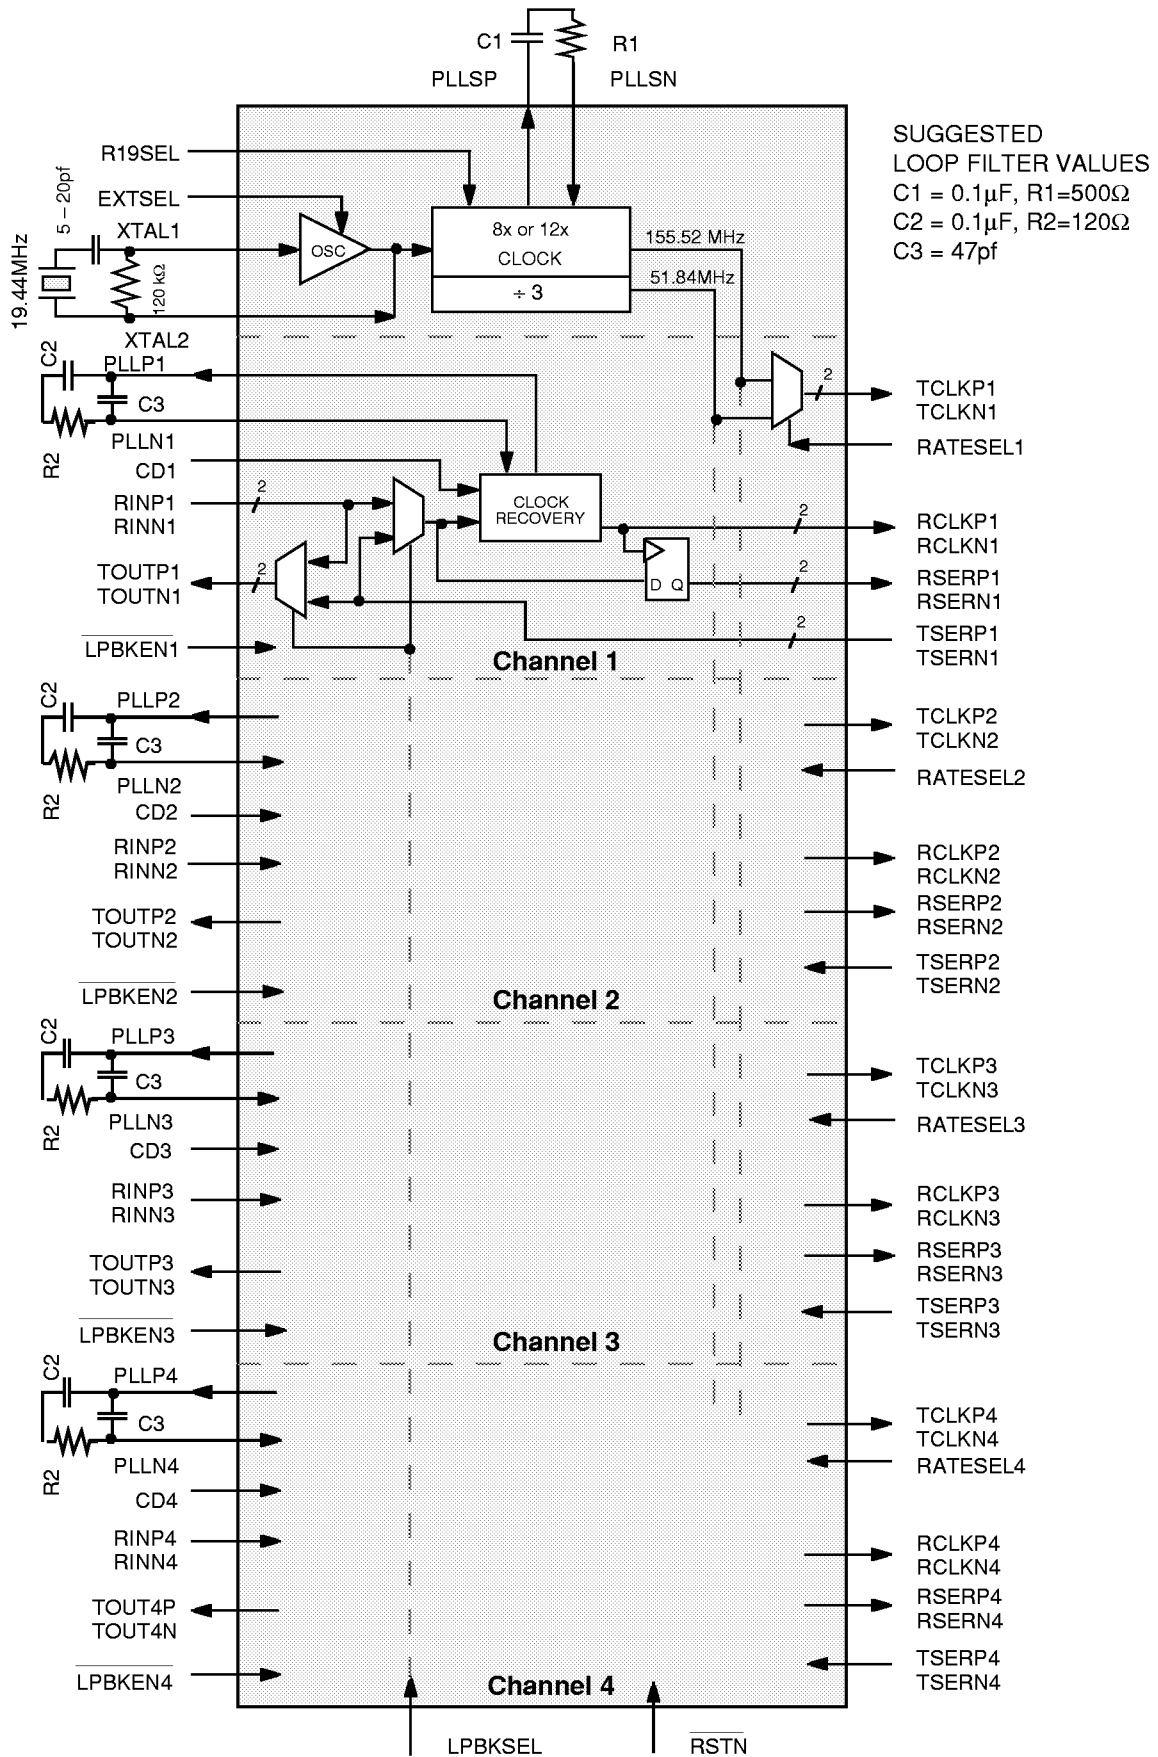 C1
R1
PLLSP
PLLSN
SUGGESTED
LOOP FILTER VALUES
C1 = 0.1µF, R1=500Ω
C2 = 0.1µF, R2=120Ω
C3 = 47pf
R19SEL
EXTSEL
5 – 20pf
XTAL1
19.44MHz
120 kΩ
XTAL2
OSC
8x or 12x
CLOCK
÷ 3
155.52 MHz
51.84MHz
C2
PLLP1
C3
R2
PLLN1
CD1
RINP1
RINN1
2
TOUTP1
TOUTN1
2
LPBKEN1
CLOCK
RECOVERY
D Q
2
TCLKP1
TCLKN1
RATESEL1
2
RCLKP1
RCLKN1
2
RSERP1
RSERN1
2
TSERP1
TSERN1
Channel 1
C2
PLLP2
C3
R2
PLLN2
CD2
RINP2
RINN2
TOUTP2
TOUTN2
LPBKEN2
TCLKP2
TCLKN2
RATESEL2
RCLKP2
RCLKN2
RSERP2
RSERN2
TSERP2
TSERN2
Channel 2
C2
PLLP3
C3
R2
PLLN3
CD3
RINP3
RINN3
TOUTP3
TOUTN3
LPBKEN3
TCLKP3
TCLKN3
RATESEL3
RCLKP3
RCLKN3
RSERP3
RSERN3
TSERP3
TSERN3
Channel 3
C2
PLLP4
C3
R2
PLLN4
CD4
RINP4
RINN4
TOUT4P
TOUT4N
LPBKEN4
TCLKP4
TCLKN4
RATESEL4
RCLKP4
RCLKN4
RSERP4
RSERN4
TSERP4
TSERN4
Channel 4
LPBKSEL
RSTN